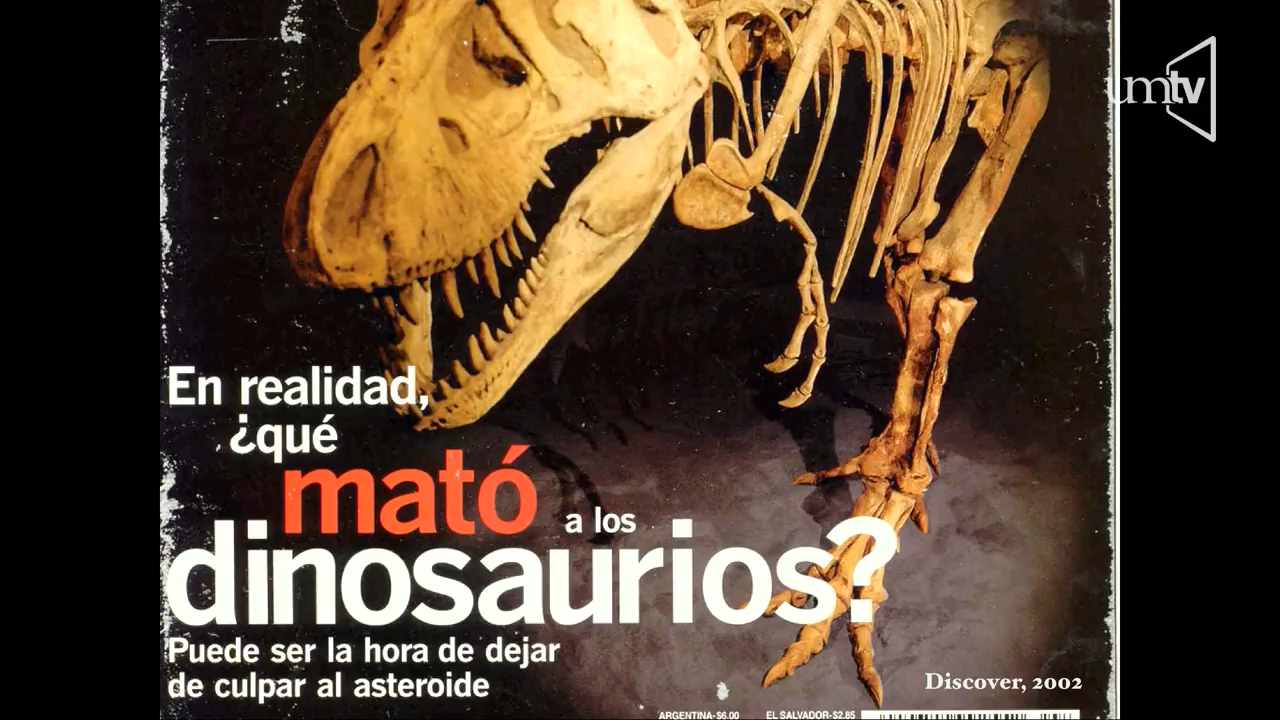 umtv
En realidad,
¿qué
mató a los
dinosaurios?
Puede ser la hora de dejar
de culpar al asteroide
Discover, 2002
ARGENTINA-$6.00 EL SALVADOR-$2.85